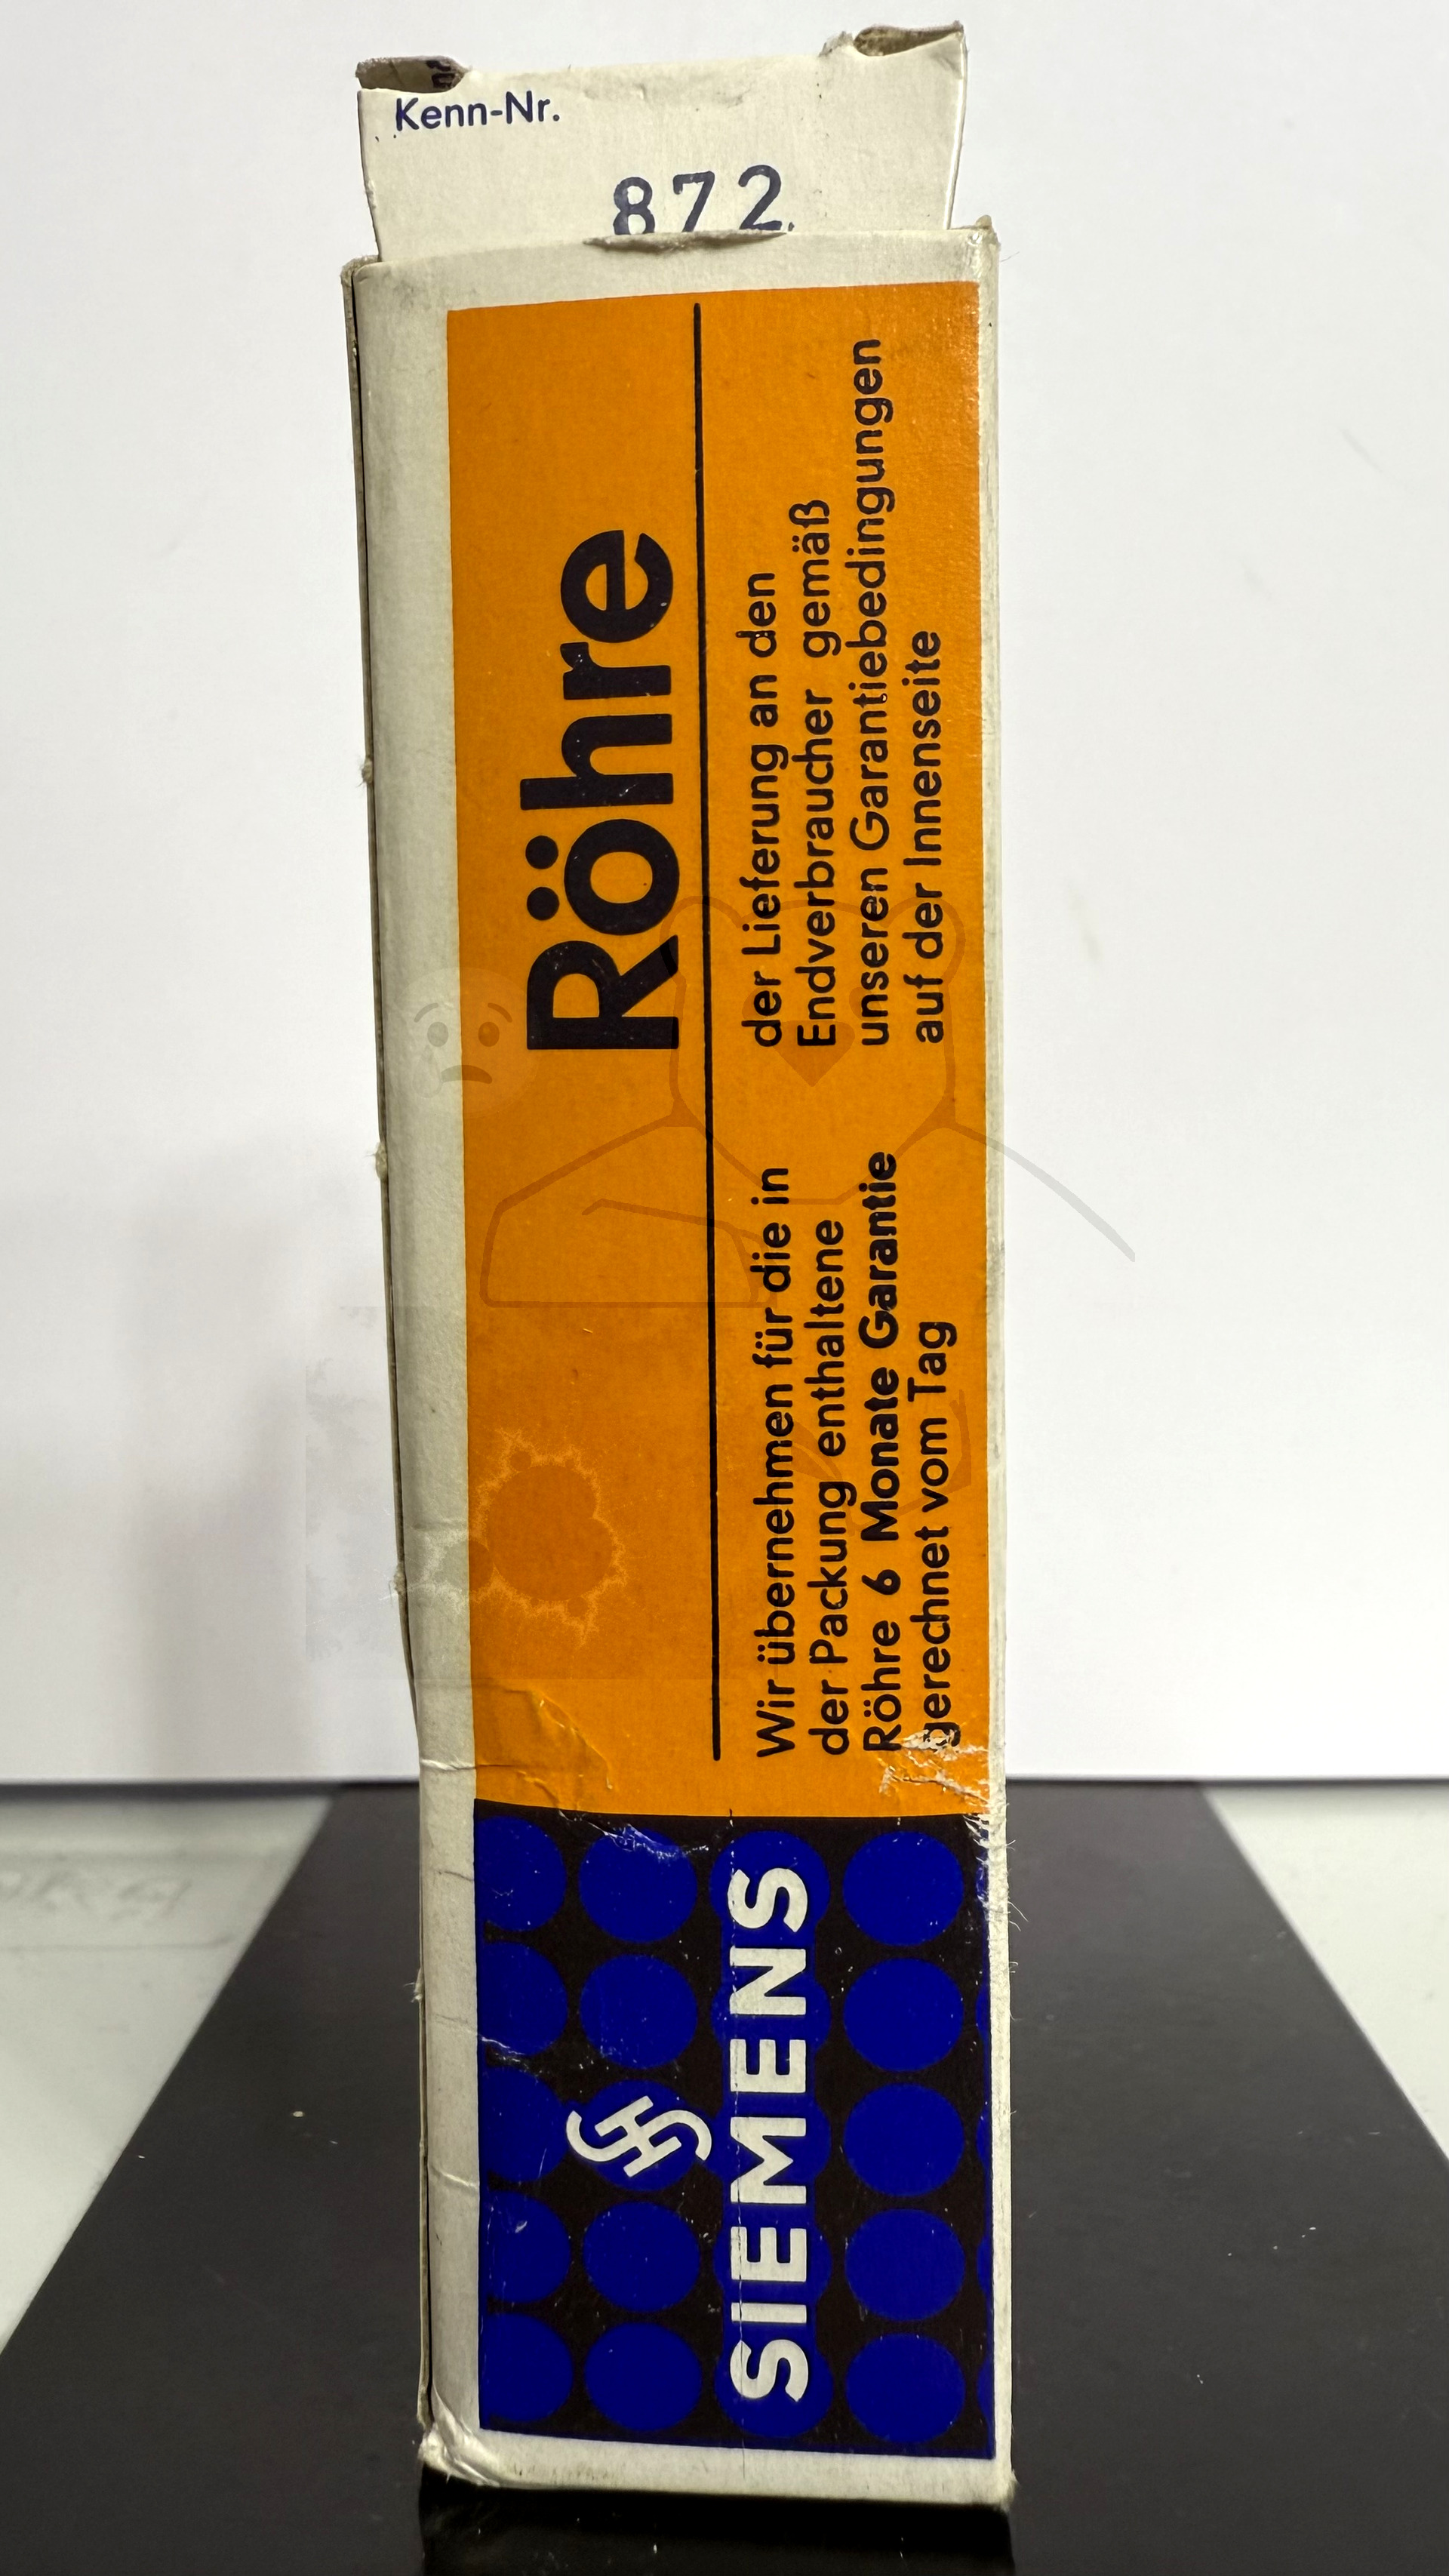 Kenn-Nr.
872
Röhre
Wir übernehmen für die in
der Packung enthaltene
Röhre 6 Monate Garantie
gerechnet vom Tag
der Lieferung an den
Endverbraucher gemäß
unseren Garantiebedingungen
auf der Innenseite
SIEMENS